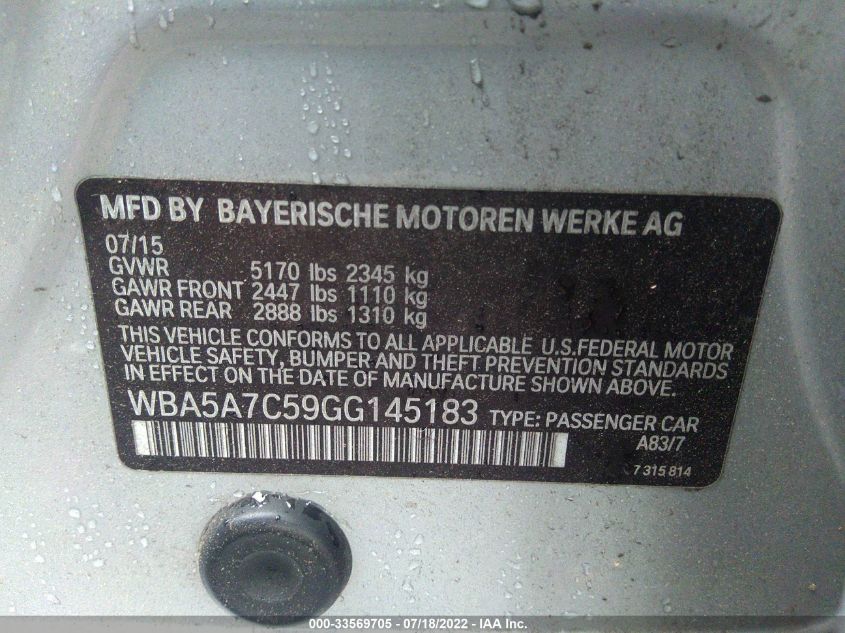 MFD BY BAYERISCHE MOTOREN WERKE AG
07/15
GVWR 5170 lbs 2345 kg
GAWR FRONT 2447 lbs 1110 kg
GAWR REAR 2888 lbs 1310 kg
THIS VEHICLE CONFORMS TO ALL APPLICABLE U.S.FEDERAL MOTOR
VEHICLE SAFETY, BUMPER AND THEFT PREVENTION STANDARDS
IN EFFECT ON THE DATE OF MANUFACTURE SHOWN ABOVE.
WBA5A7C59GG145183 TYPE: PASSENGER CAR
A83/7
7 315 814
000-33569705 - 07/18/2022 - IAA Inc.